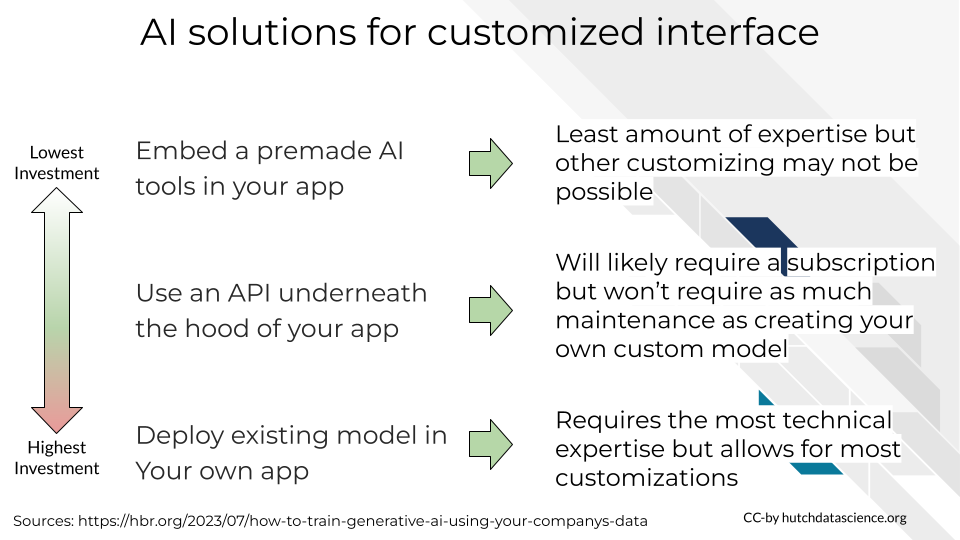 AI solutions for customized interface
Lowest
Investment
Embed a premade AI
tools in your app
Least amount of expertise but
other customizing may not be
possible
Use an API underneath
the hood of your app
Will likely require a subscription
but won’t require as much
maintenance as creating your
own custom model
Highest
Investment
Deploy existing model in
Your own app
Requires the most technical
expertise but allows for most
customizations
Sources: https://hbr.org/2023/07/how-to-train-generative-ai-using-your-companys-data
CC-by hutchdatascience.org